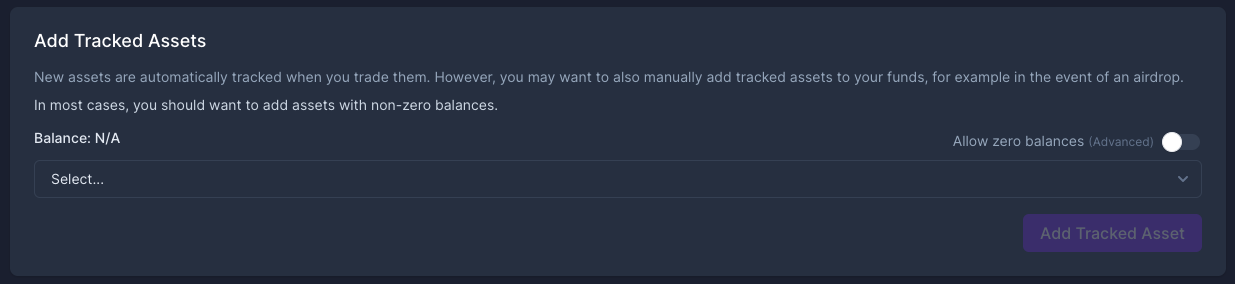 Add Tracked Assets
New assets are automatically tracked when you trade them. However, you may want to also manually add tracked assets to your funds, for example in the event of an airdrop.
In most cases, you should want to add assets with non-zero balances.
Balance: N/A
Allow zero balances (Advanced)
Select...
Add Tracked Asset